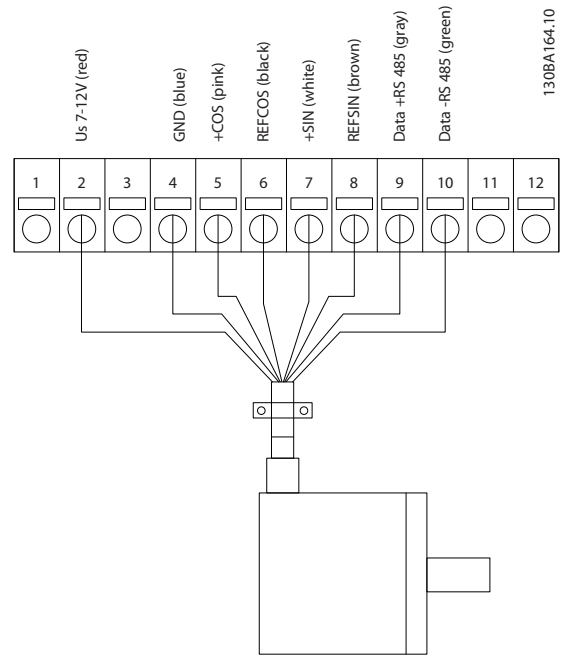 Us 7-12V (red)
GND (blue)
+COS (pink)
REFCOS (black)
+SIN (white)
REFSIN (brown)
Data +RS 485 (gray)
Data -RS 485 (green)
130BA164.10
1 2 3 4 5 6 7 8 9 10 11 12